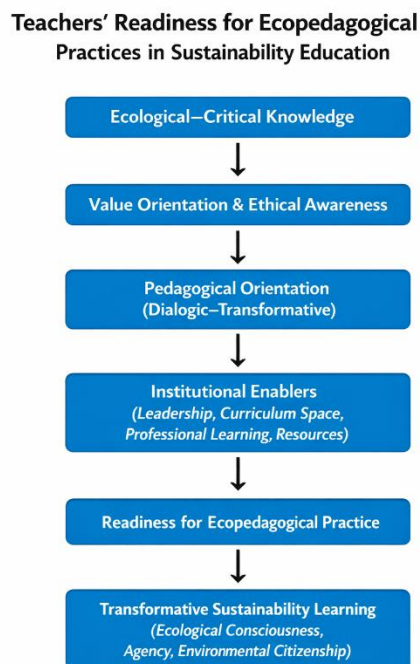 Teachers' Readiness for Ecopedagogical
Practices in Sustainability Education
Ecological–Critical Knowledge
Value Orientation & Ethical Awareness
Pedagogical Orientation
(Dialogic–Transformative)
Institutional Enablers
(Leadership, Curriculum Space,
Professional Learning, Resources)
Readiness for Ecopedagogical Practice
Transformative Sustainability Learning
(Ecological Consciousness,
Agency, Environmental Citizenship)